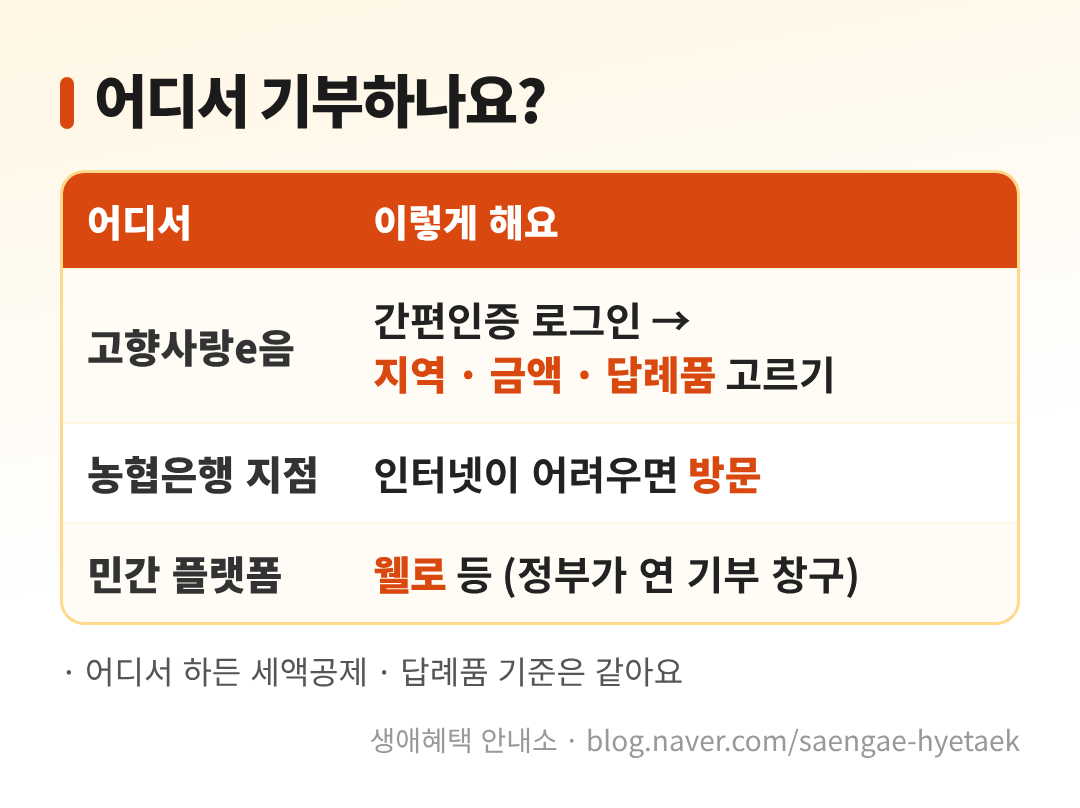 어디서 기부하나요?
어디서 이렇게 해요
고향사랑e음 간편인증 로그인 →
지역 · 금액 · 답례품 고르기
농협은행 지점 인터넷이 어려우면 방문
민간 플랫폼 웰로 등 (정부가 연 기부 창구)
· 어디서 하든 세액공제 · 답례품 기준은 같아요
생애혜택 안내소 · blog.naver.com/saengae-hyetaek